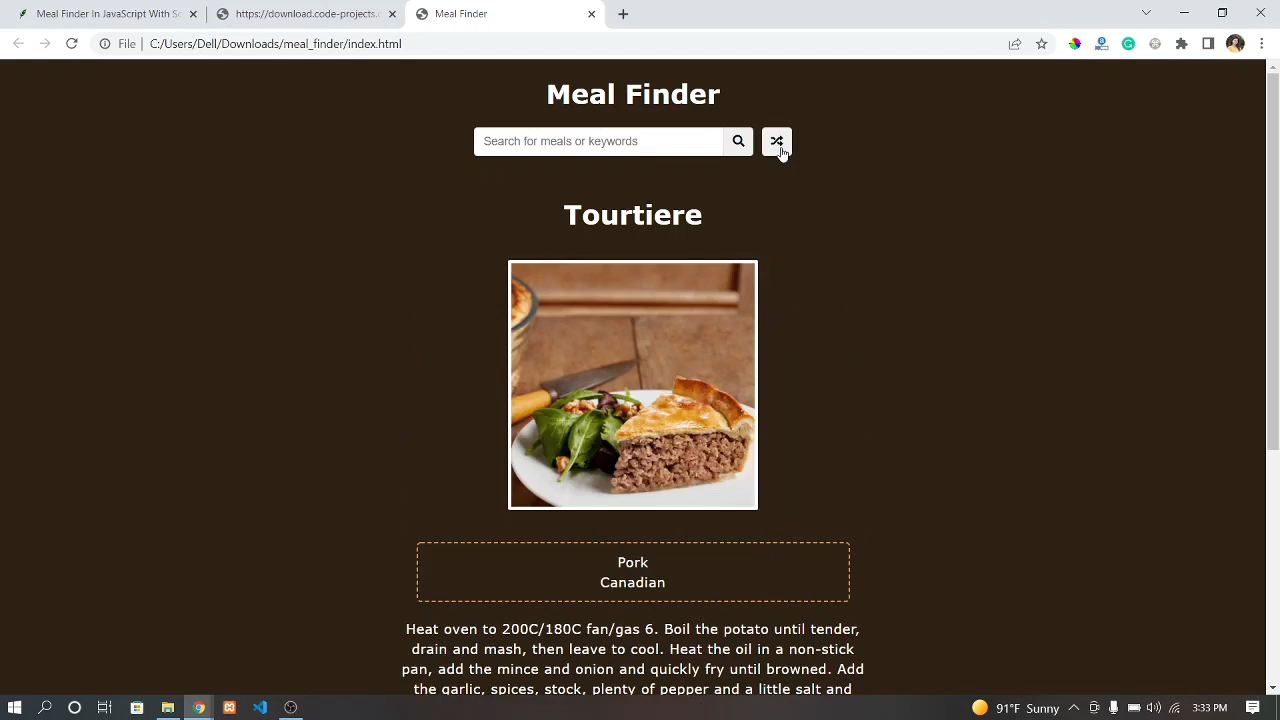 Meal Finder In JavaScript With So
https://download.code-projects.
Meal Finder
File
C:/Users/Dell/Downloads/meal_finder/index.html
Meal Finder
Search for meals or keywords
Tourtiere
Pork
Canadian
Heat oven to 200C/180C fan/gas 6. Boil the potato until tender,
drain and mash, then leave to cool. Heat the oil in a non-stick
pan, add the mince and onion and quickly fry until browned. Add
the garlic, spices, stock, plenty of pepper and a little salt and
91°F Sunny
3:33 PM